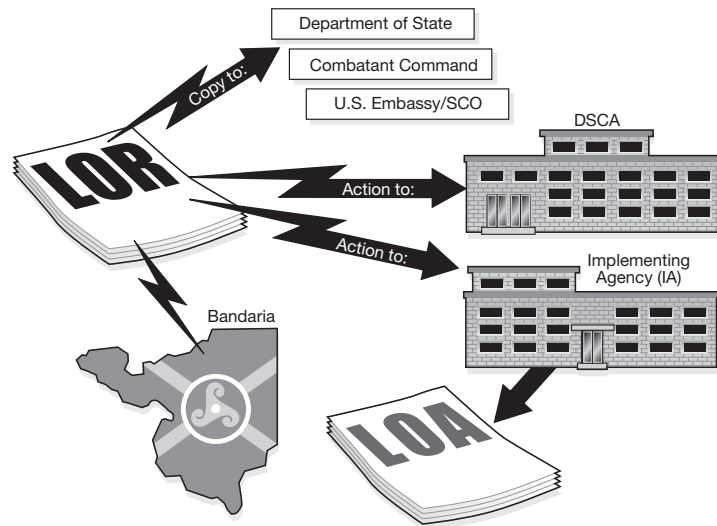 Department of State
Combatant Command
U.S. Embassy/SCO
Copy to:
DSCA
LOR
Action to:
Action to:
Implementing
Agency (IA)
Bandaria
LOA